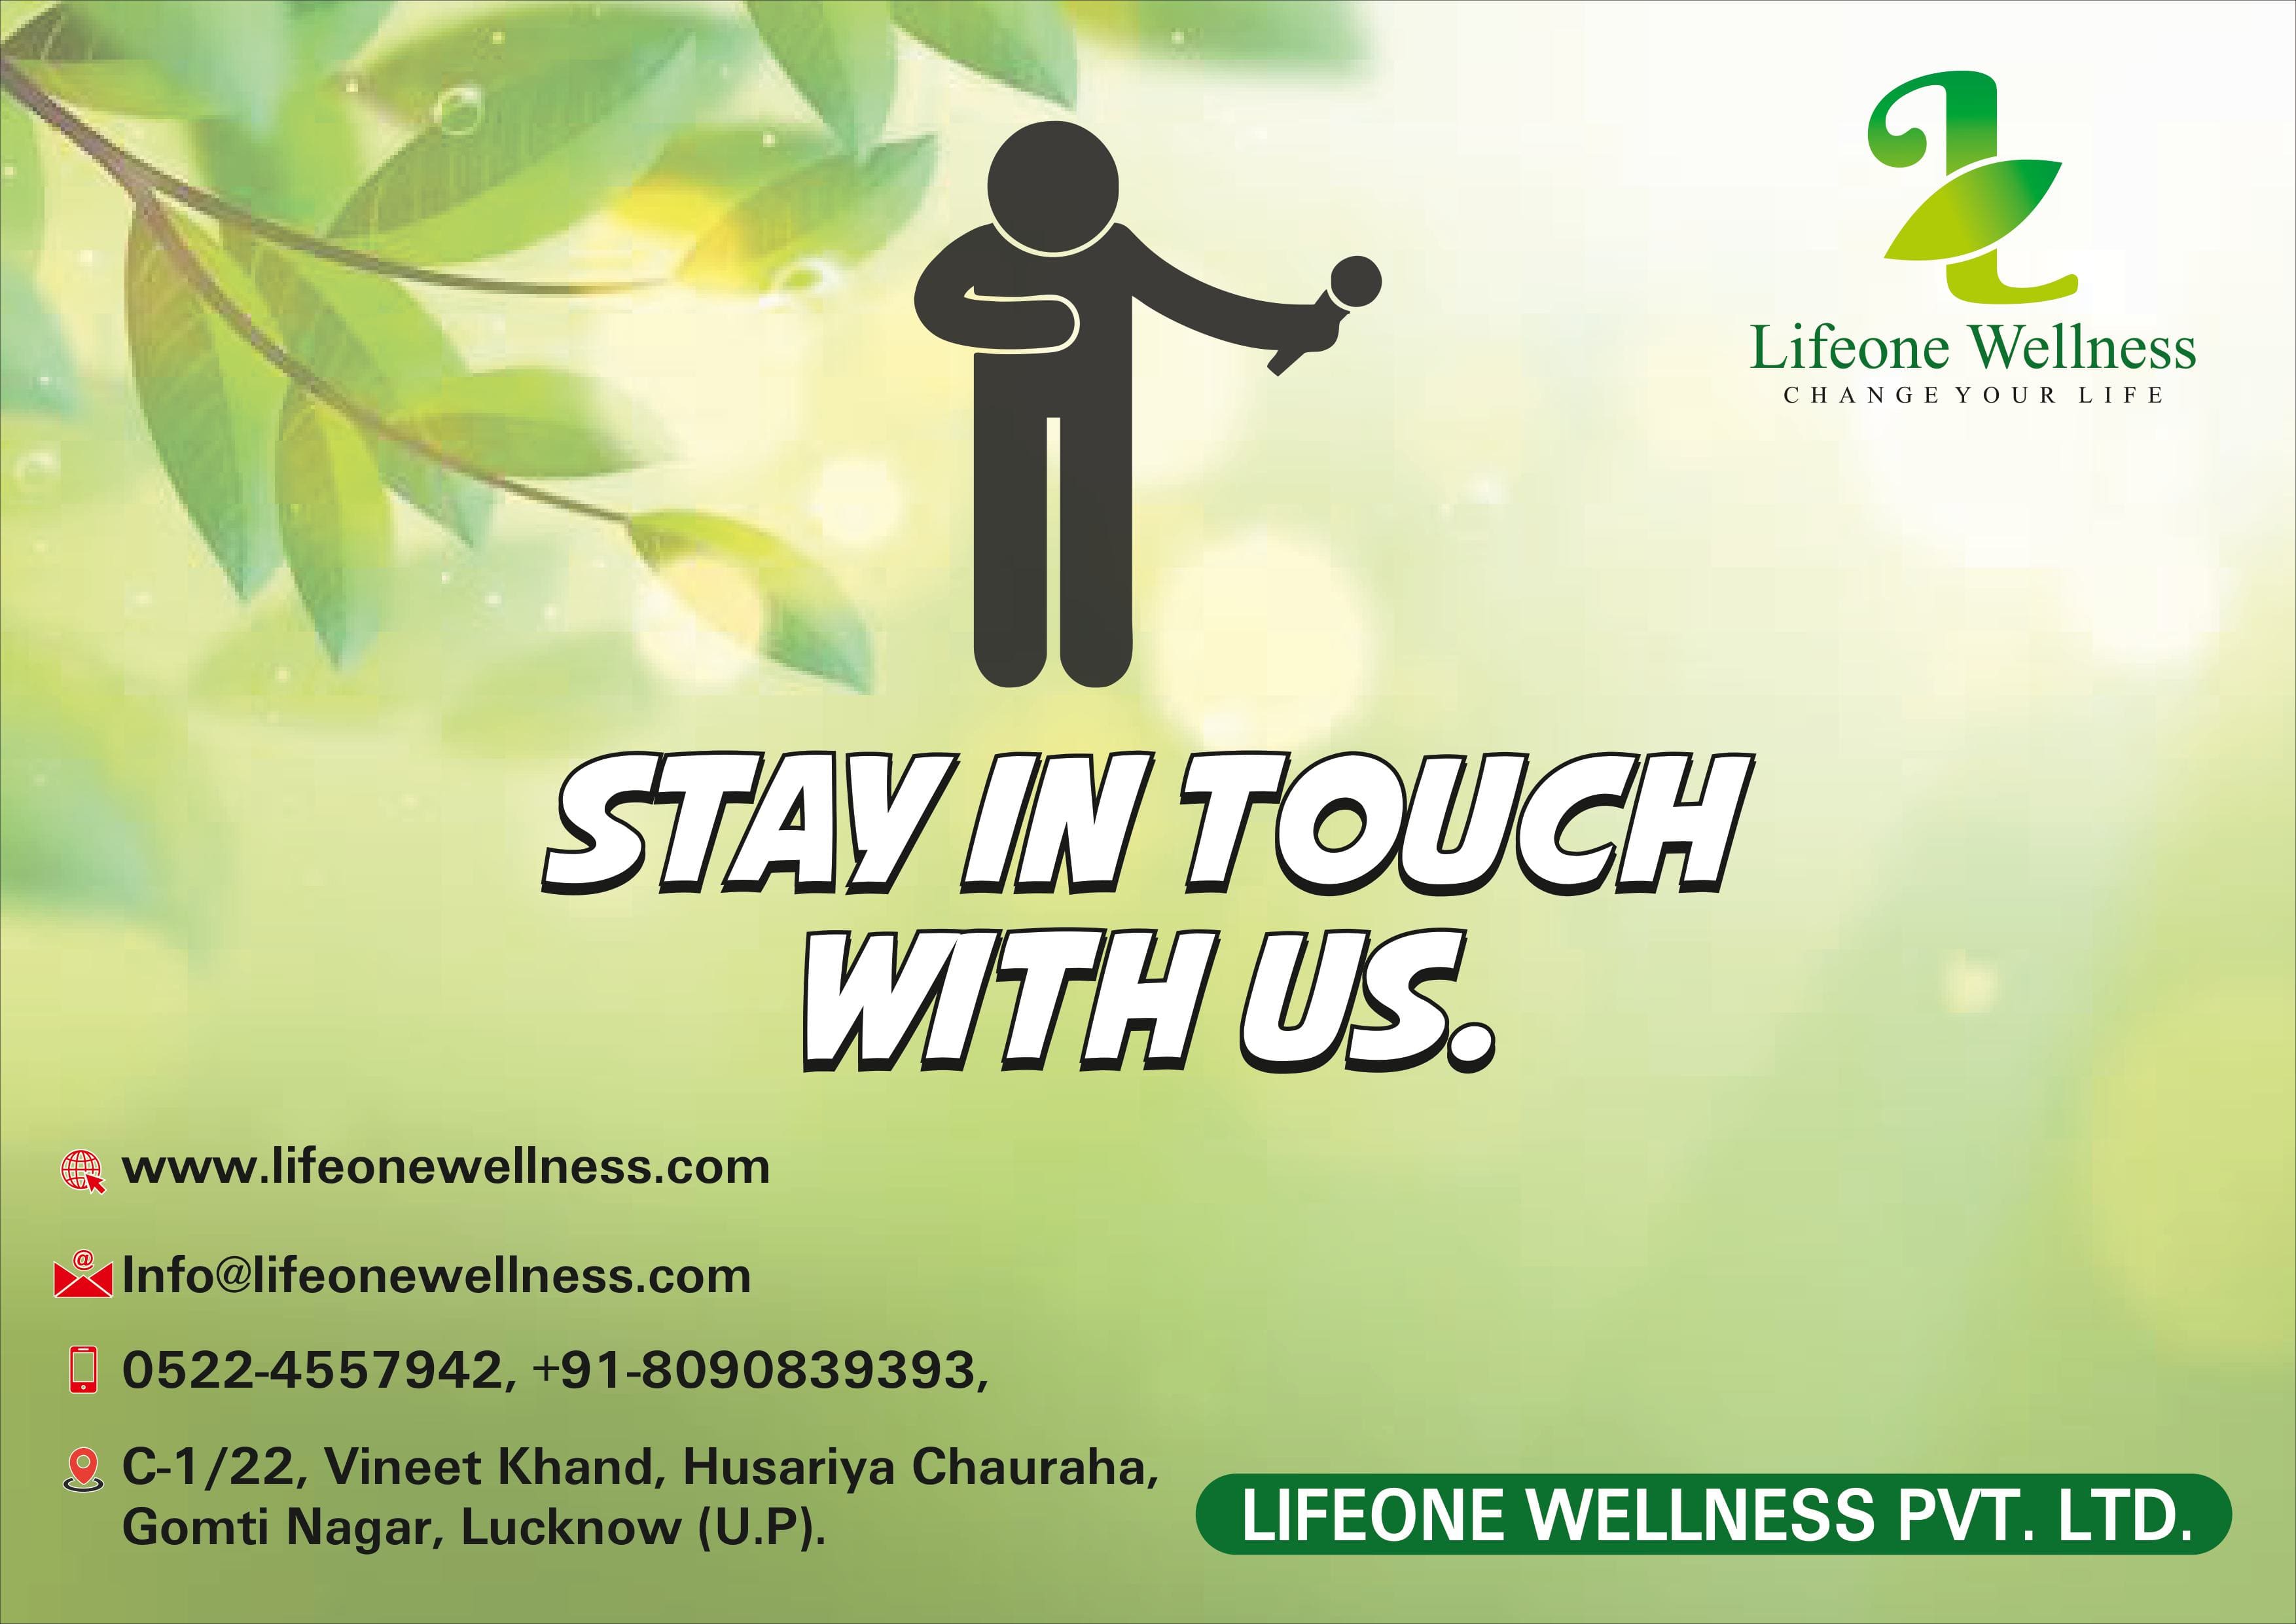 Lifeone Wellness
CHANGE YOUR LIFE
STAY IN TOUCH
WITH US.
www.lifeonewellness.com
Info@lifeonewellness.com
0522-4557942, +91-8090839393,
C-1/22, Vineet Khand, Husariya Chauraha,
Gomti Nagar, Lucknow (U.P).
LIFEONE WELLNESS PVT. LTD.